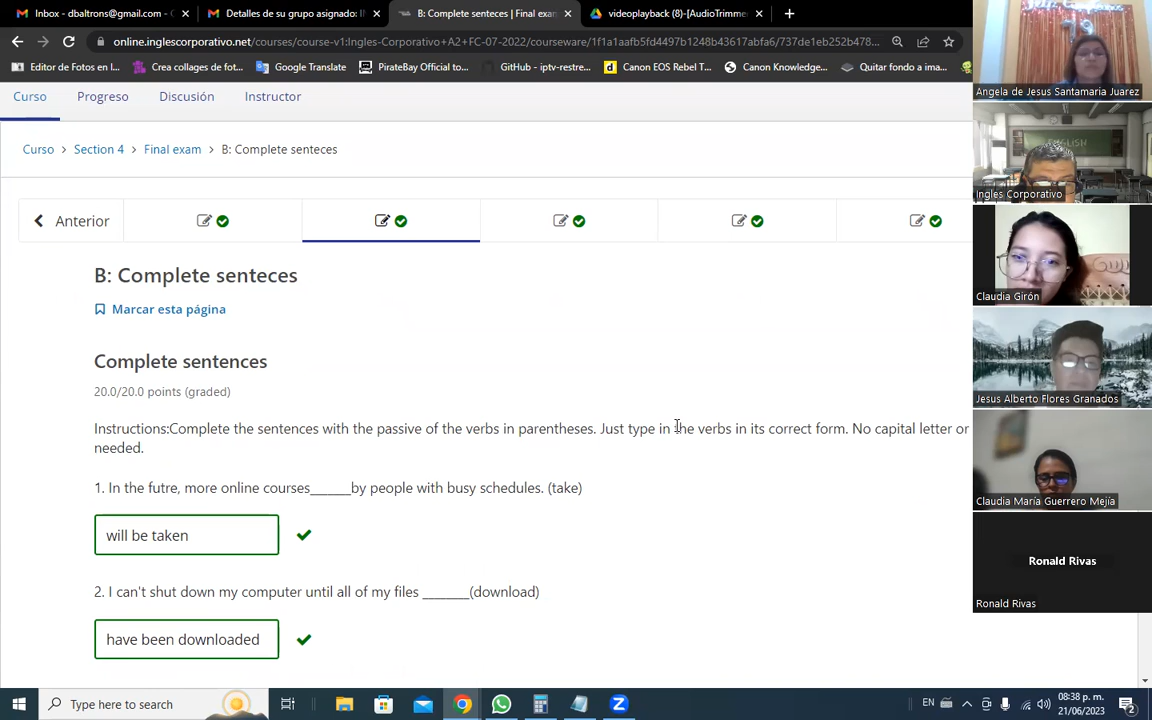 Inbox - dbaltrons@gmail.com - C
Detalles de su grupo asignado: I
B: Complete senteces | Final exam
videoplayback (8)-[AudioTrimme
online.inglescorporativo.net/courses/course-v1:Ingles-Corporativo+A2+FC-07-2022/courseware/1f1a1aafb5fd4497b1248b43617abfa6/737de1eb252b478...
Editor de Fotos en l...
Crea collages de fot...
Google Translate
PirateBay Official to...
GitHub - iptv-restre...
Canon EOS Rebel T...
Canon Knowledge...
Quitar fondo a ima...
Curso
Progreso
Discusión
Instructor
Curso > Section 4 > Final exam > B: Complete senteces
Anterior
B: Complete senteces
Marcar esta página
Complete sentences
20.0/20.0 points (graded)
Instructions:Complete the sentences with the passive of the verbs in parentheses. Just type in the verbs in its correct form. No capital letter or
needed.
1. In the futre, more online courses______by people with busy schedules. (take)
will be taken
2. I can't shut down my computer until all of my files _______(download)
have been downloaded
Angela de Jesus Santamaria Juarez
ENGLISH
Ingles Corporativo
Claudia Girón
Jesus Alberto Flores Granados
Claudia María Guerrero Mejía
Ronald Rivas
Ronald Rivas
Type here to search
EN
08:38 p. m.
21/06/2023
2